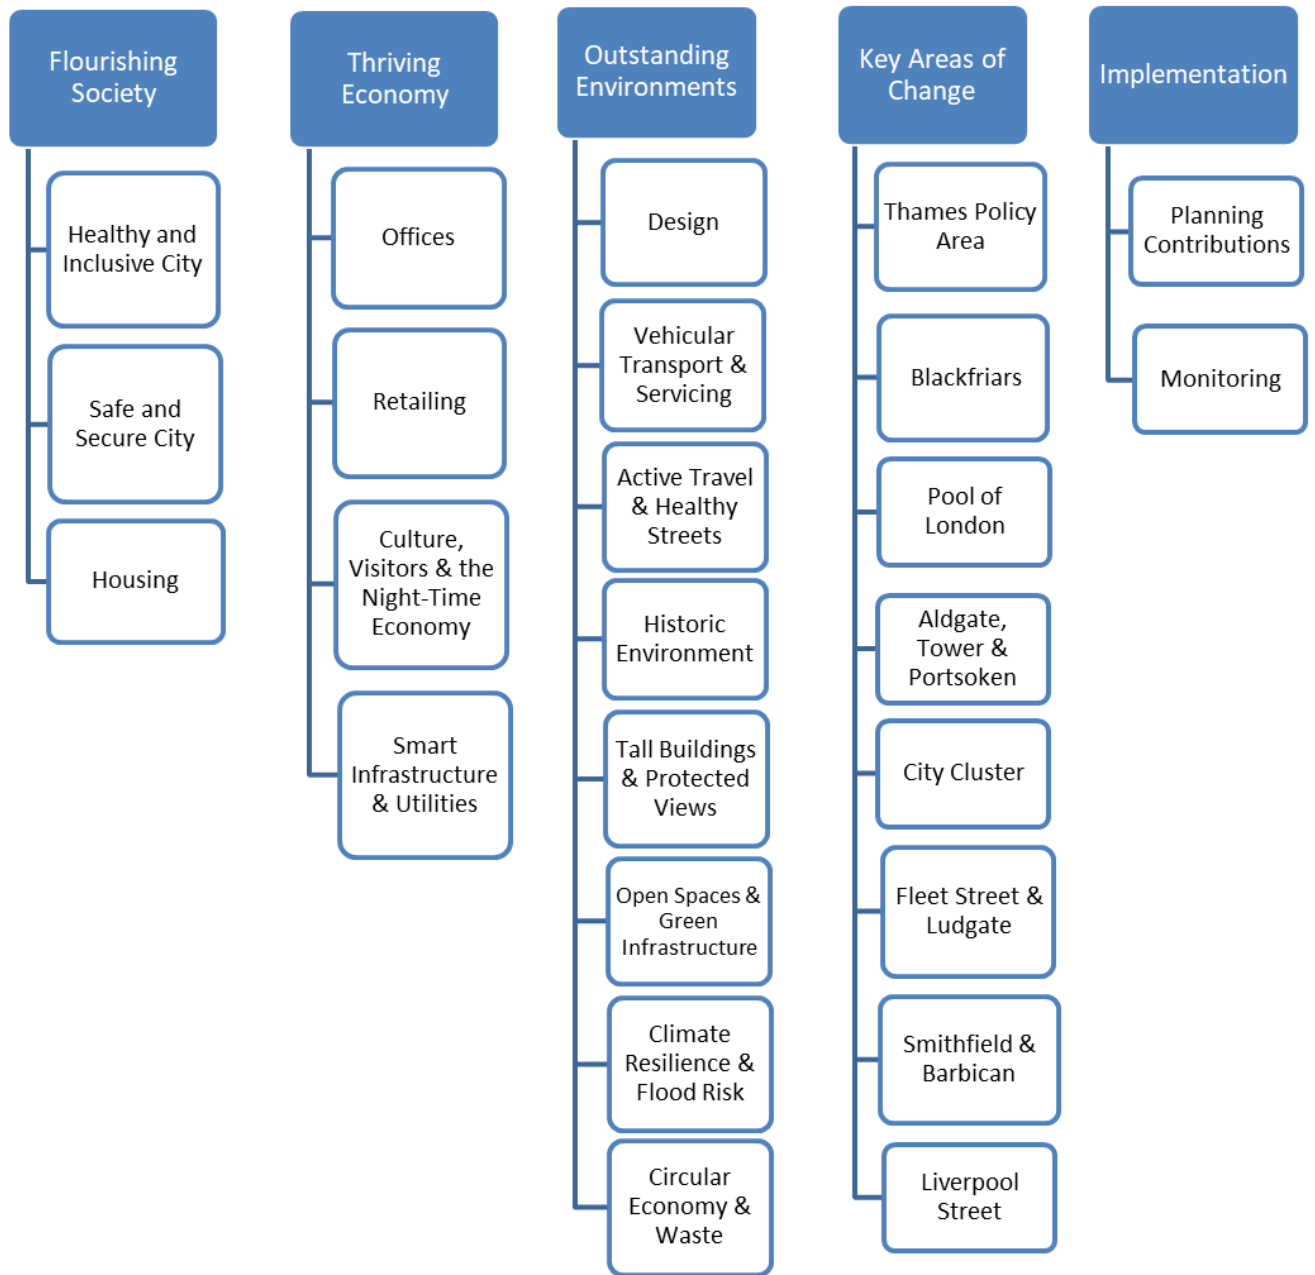 Flourishing
Society
Healthy and
Inclusive City
Safe and
Secure City
Housing
Thriving
Economy
Offices
Retailing
Culture,
Visitors & the
Night-Time
Economy
Smart
Infrastructure
& Utilities
Outstanding
Environments
Design
Vehicular
Transport &
Servicing
Active Travel
& Healthy
Streets
Historic
Environment
Tall Buildings
& Protected
Views
Open Spaces &
Green
Infrastructure
Climate
Resilience &
Flood Risk
Circular
Economy &
Waste
Key Areas of
Change
Thames Policy
Area
Blackfriars
Pool of
London
Aldgate,
Tower &
Portsoken
City Cluster
Fleet Street &
Ludgate
Smithfield &
Barbican
Liverpool
Street
Implementation
Planning
Contributions
Monitoring